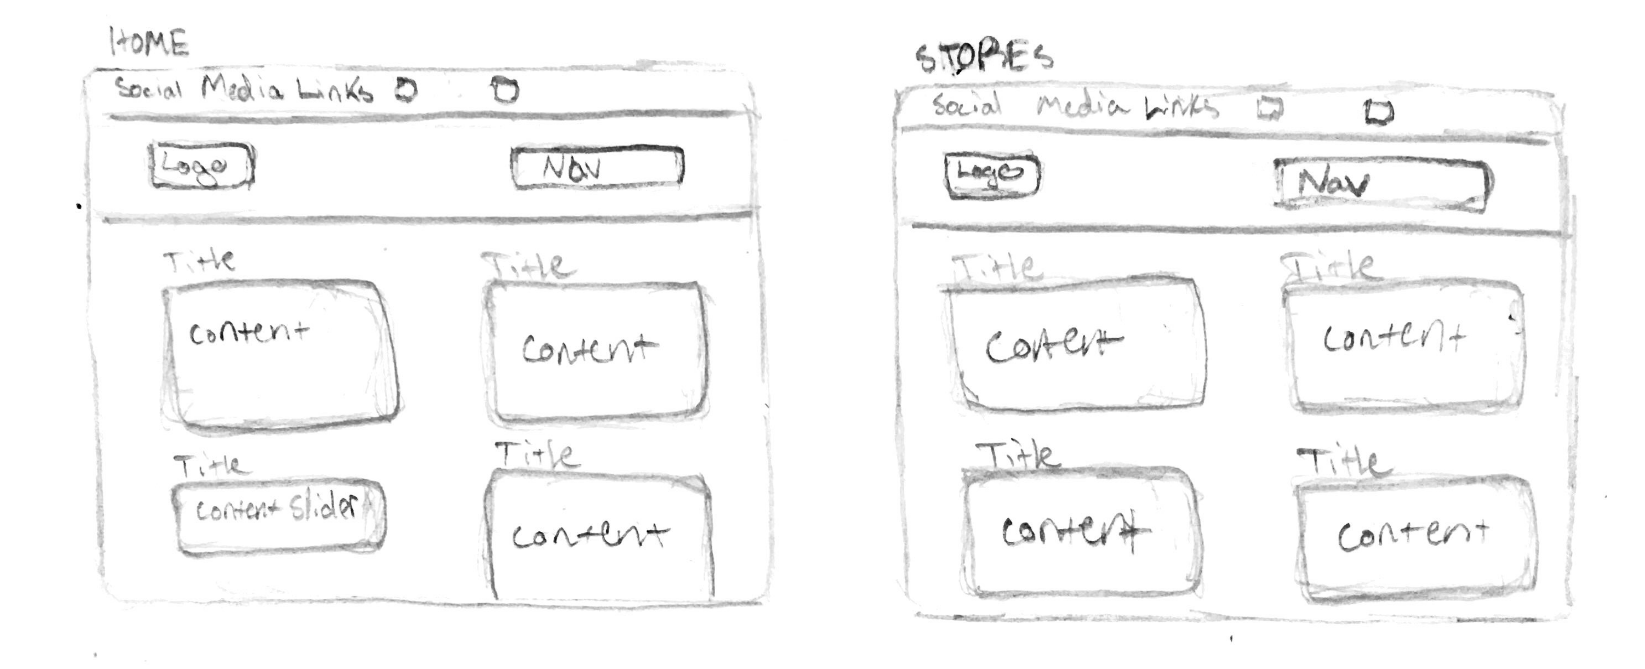 HOME
Social Media Links
Logo
Nav
Title
Title
content
content
Title
Title
content slider
content
STORES
Social Media Links
Logo
Nav
Title
Title
content
content
Title
Title
content
content